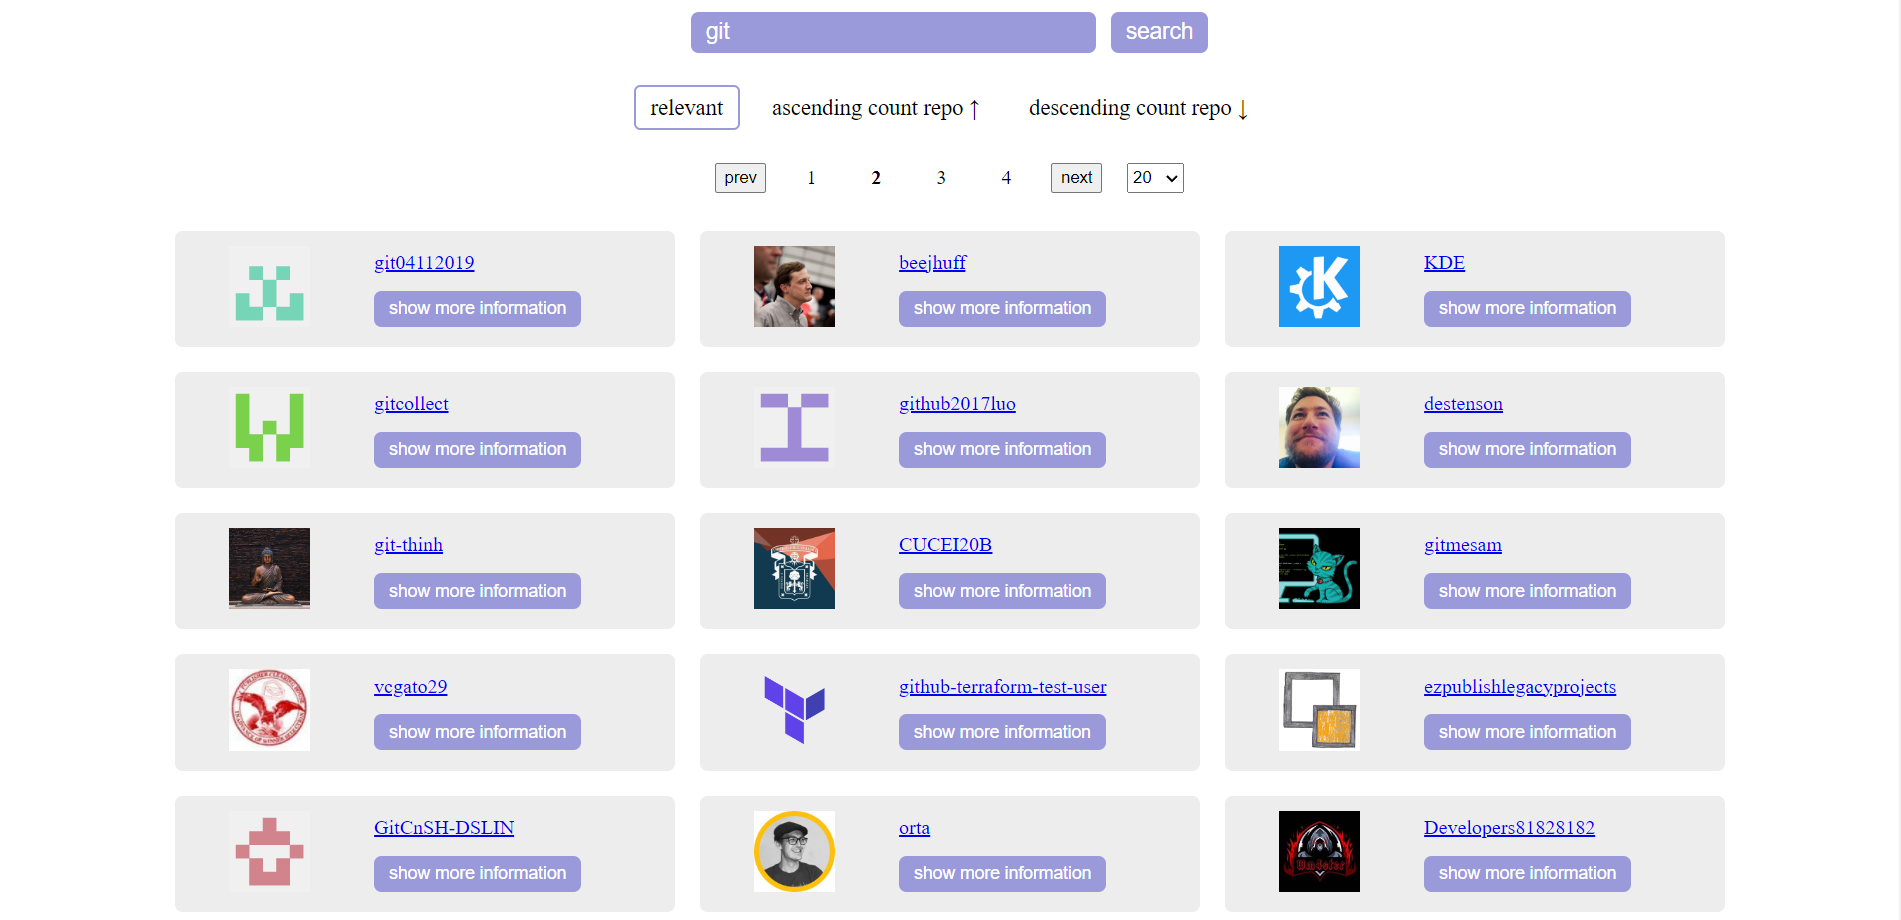 git search
relevant ascending count repo ↑ descending count repo ↓
prev 1 2 3 4 next 20
git04112019 beejhuff KDE
show more information show more information show more information
gitcollect github2017luo destenson
show more information show more information show more information
git-thinh CUCEI20B gitmesam
show more information show more information show more information
vcgato29 github-terraform-test-user ezpublishlegacyprojects
show more information show more information show more information
GitCnSH-DSLIN orta Developers81828182
show more information show more information show more information